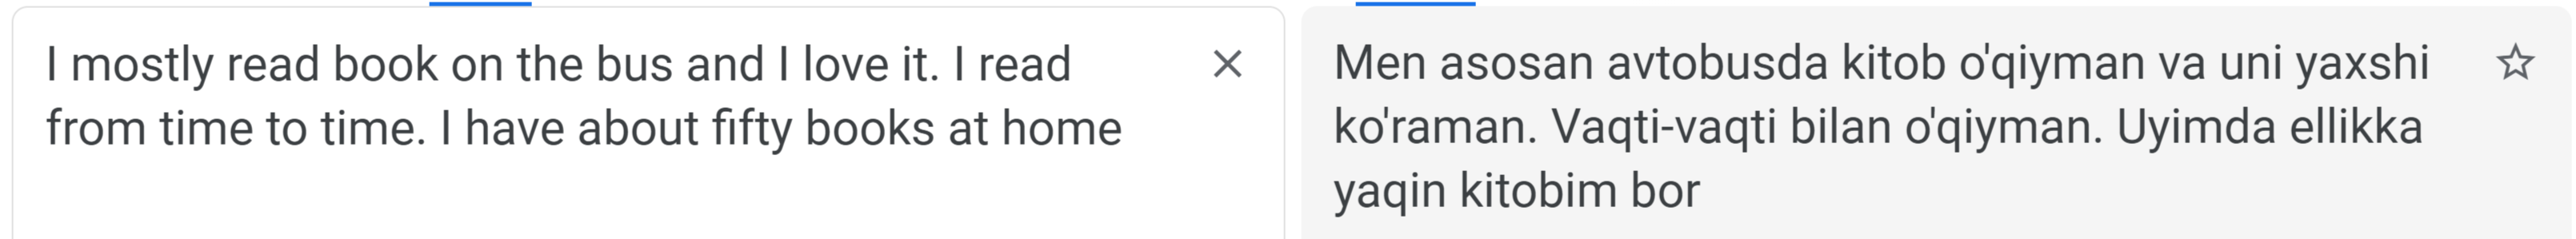 I mostly read book on the bus and I love it. I read
from time to time. I have about fifty books at home
Men asosan avtobusda kitob o'qiyman va uni yaxshi
ko'raman. Vaqti-vaqti bilan o'qiyman. Uyimda ellikka
yaqin kitobim bor